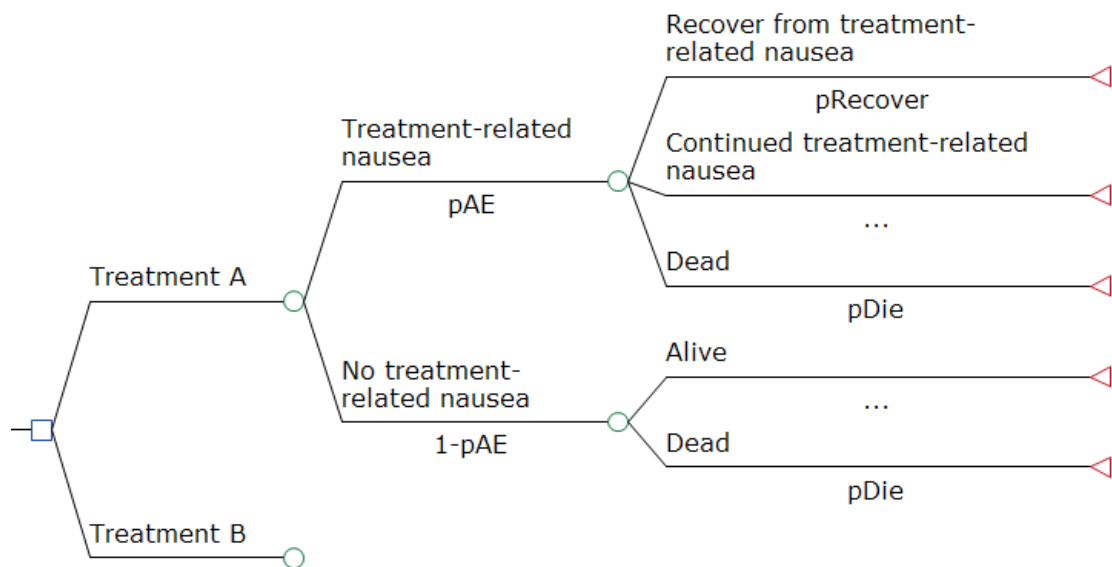 Recover from treatment-
related nausea
pRecover
Treatment-related
nausea
pAE
Continued treatment-related
nausea
...
Dead
pDie
Treatment A
No treatment-
related nausea
1-pAE
Alive
...
Dead
pDie
Treatment B